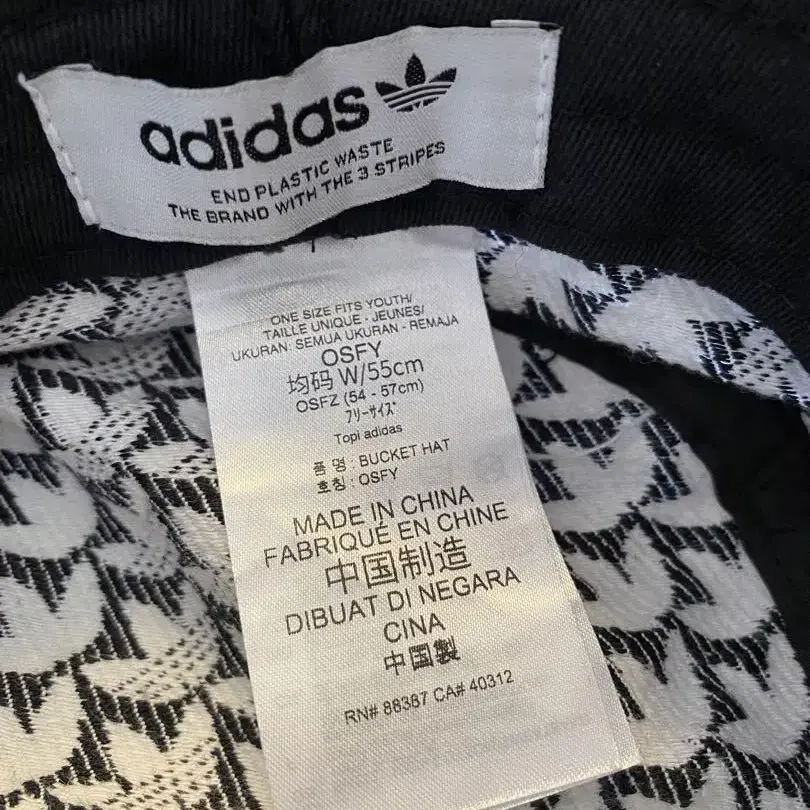 adidas
END PLASTIC WASTE
THE BRAND WITH THE 3 STRIPES
ONE SIZE FITS YOUTH/
TAILLE UNIQUE - JEUNES/
UKURAN: SEMUA UKURAN - REMAJA
OSFY
均码 W/55cm
OSFZ (54 - 57cm)
フリーサイズ
Topi adidas
품 명 : BUCKET HAT
호칭 : OSFY
MADE IN CHINA
FABRIQUÉ EN CHINE
中国制造
DIBUAT DI NEGARA
CINA
中国製
RN# 88387 CA# 40312